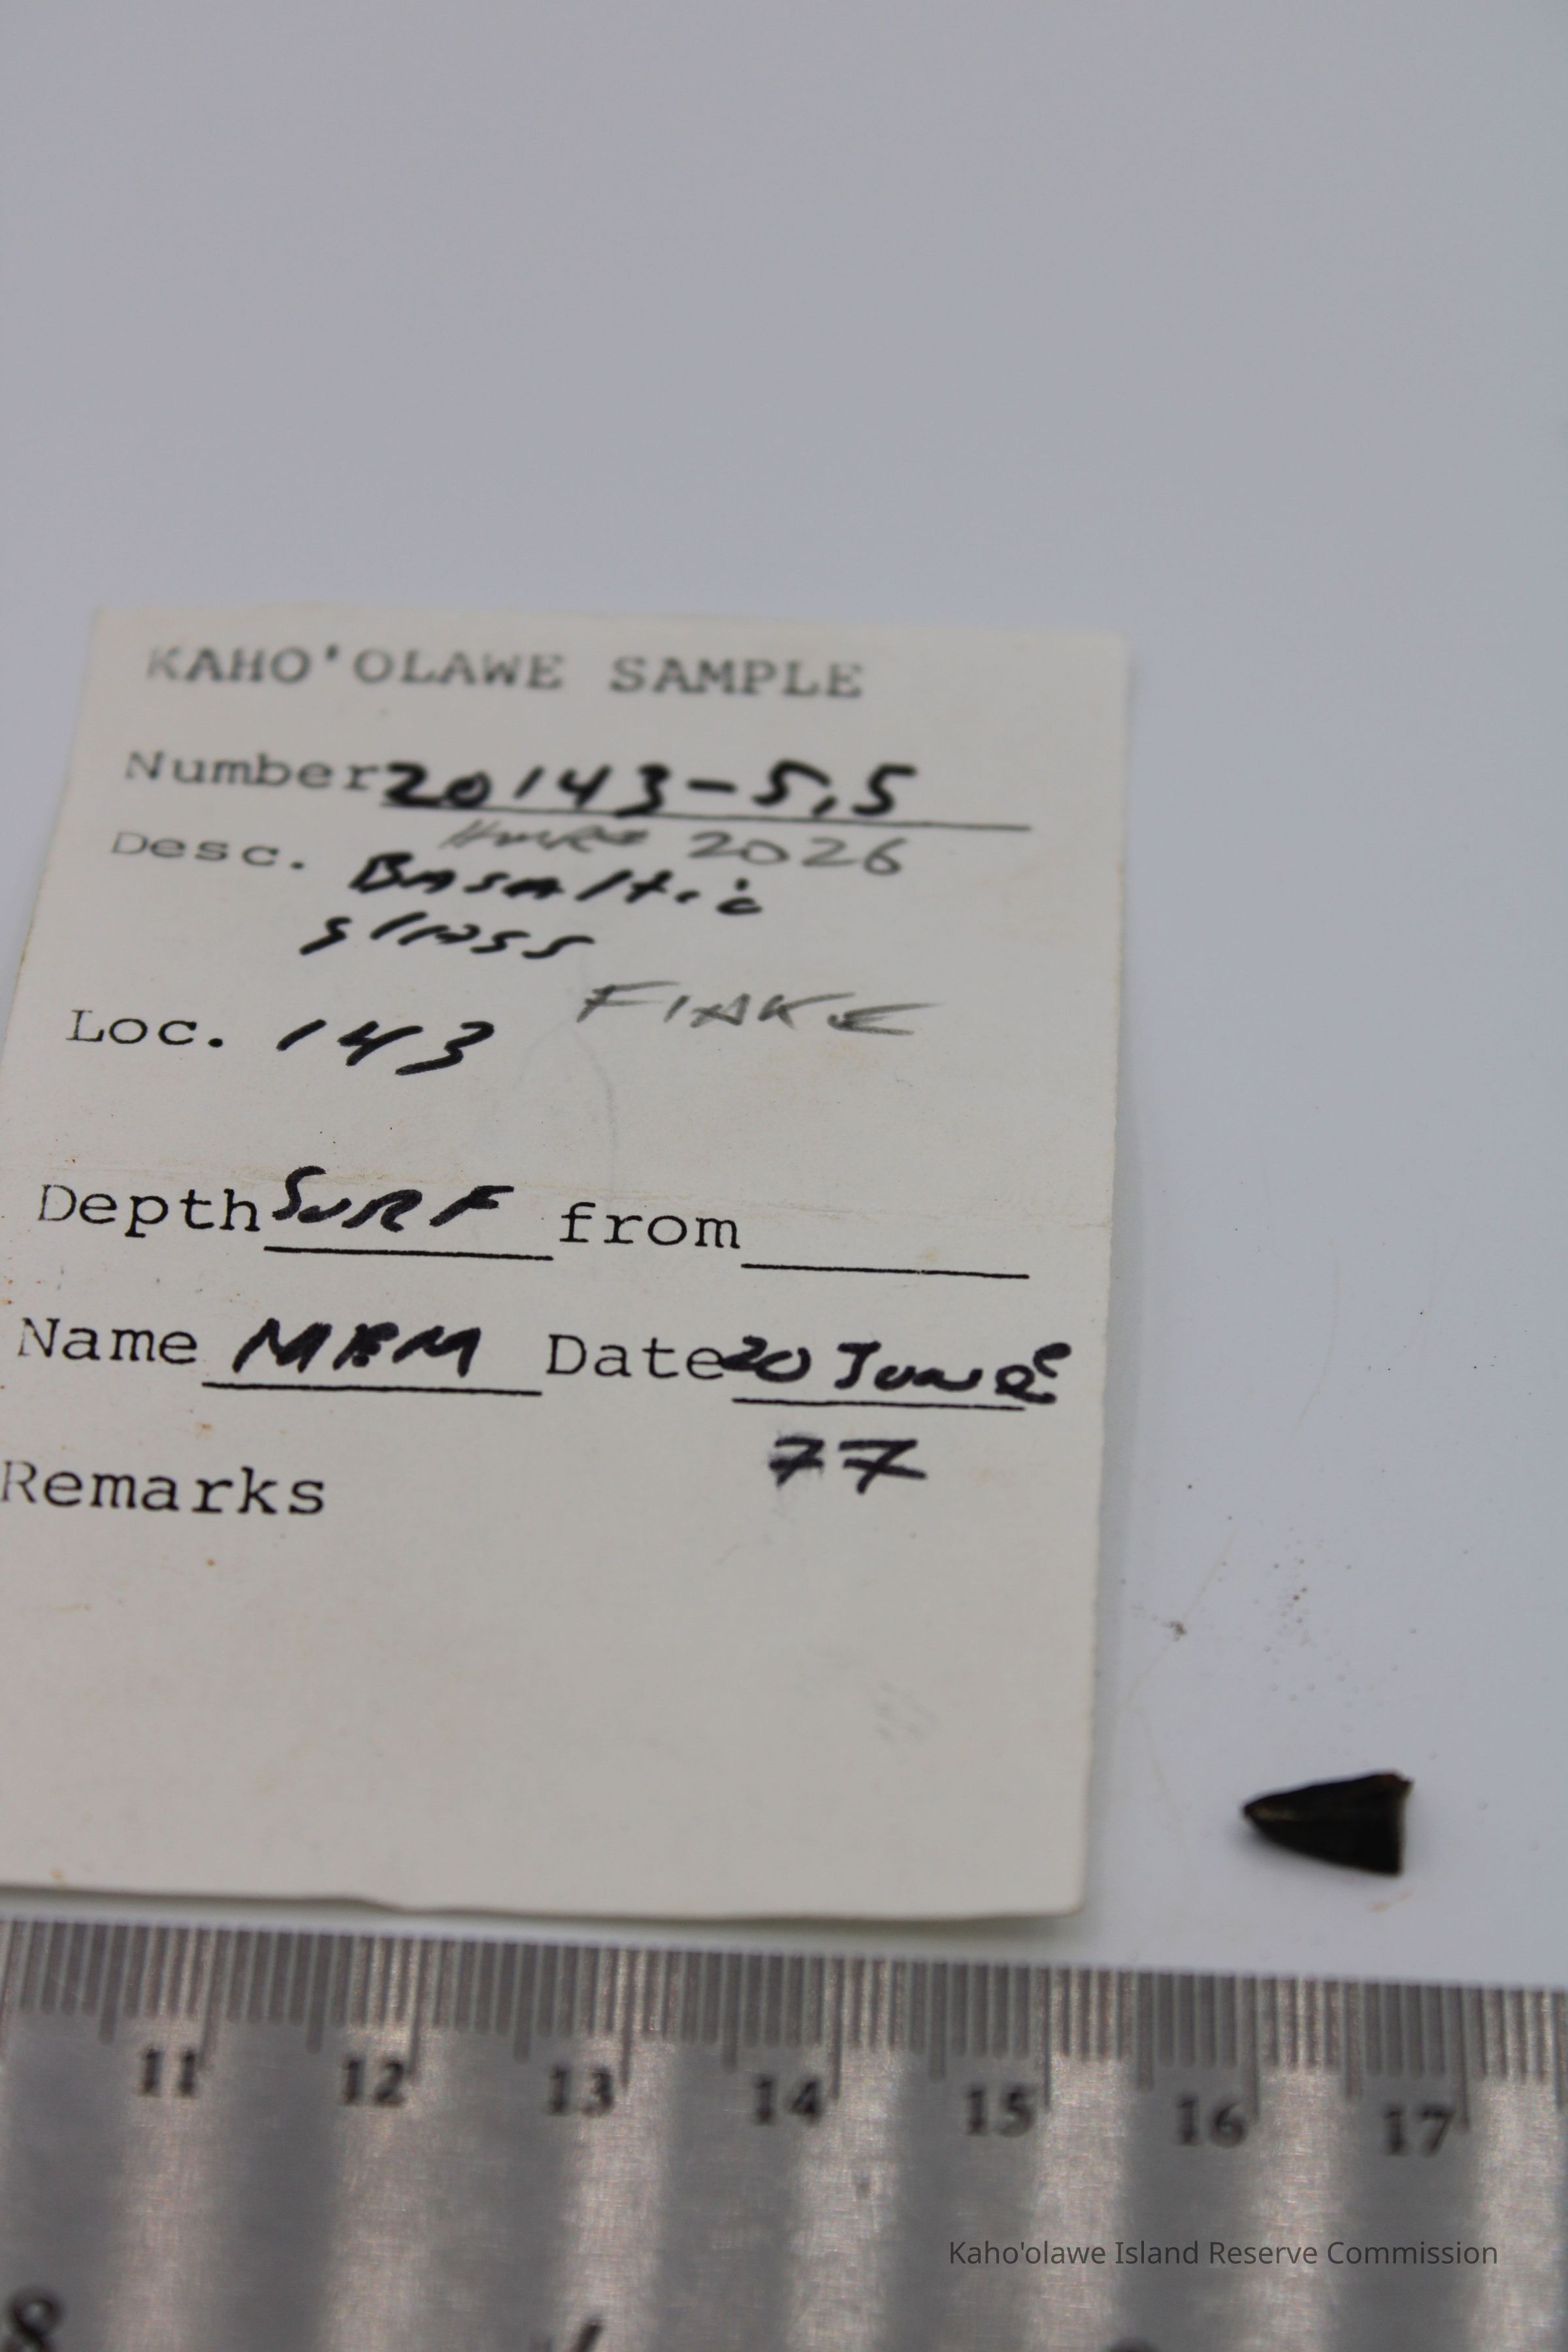 KAHO'OLAWE SAMPLE
Number 20143-5,5
2026
Desc. Basaltic
glass
FlAKE
Loc. 143
Depth SURF from
Name MEM Date 20 June
77
Remarks
11 12 13 14 15 16 17
Kaho'olawe Island Reserve Commission
8